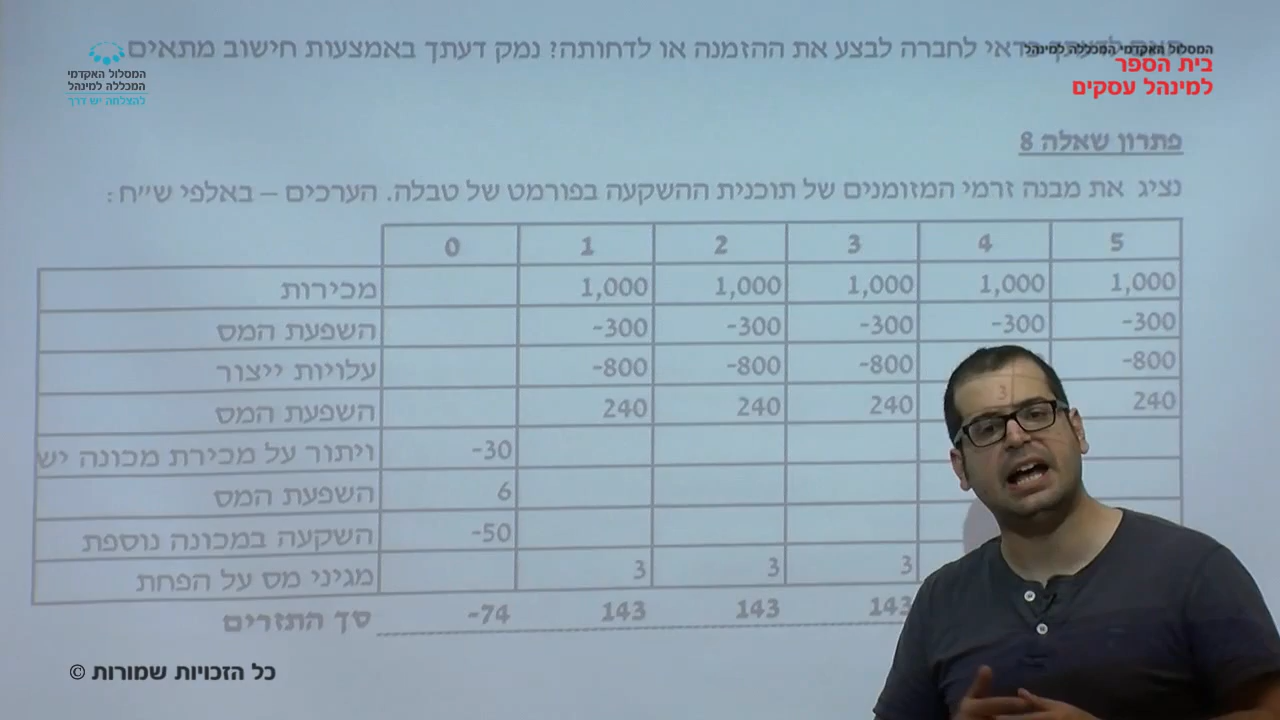 המסלול האקדמי המכללה למינהל
בית הספר
למינהל עסקים
המסלול האקדמי
המכללה למינהל
להצלחה יש דרך
לחברה לבצע את ההזמנה או לדחותה? נמק דעתך באמצעות חישוב מתאים.
פתרון שאלה 8
נציג את מבנה זרמי המזומנים של תוכנית ההשקעה בפורמט של טבלה. הערכים – באלפי ש״ח:
0 1 2 3 4 5
מכירות 1,000 1,000 1,000 1,000 1,000
השפעת המס -300 -300 -300 -300 -300
עלויות ייצור -800 -800 -800 -800
השפעת המס 240 240 240 240
ויתור על מכירת מכונה יש -30
השפעת המס 6
השקעה במכונה נוספת -50
מגיני מס על הפחת 3 3 3
סך התזרים -74 143 143 143
כל הזכויות שמורות ©